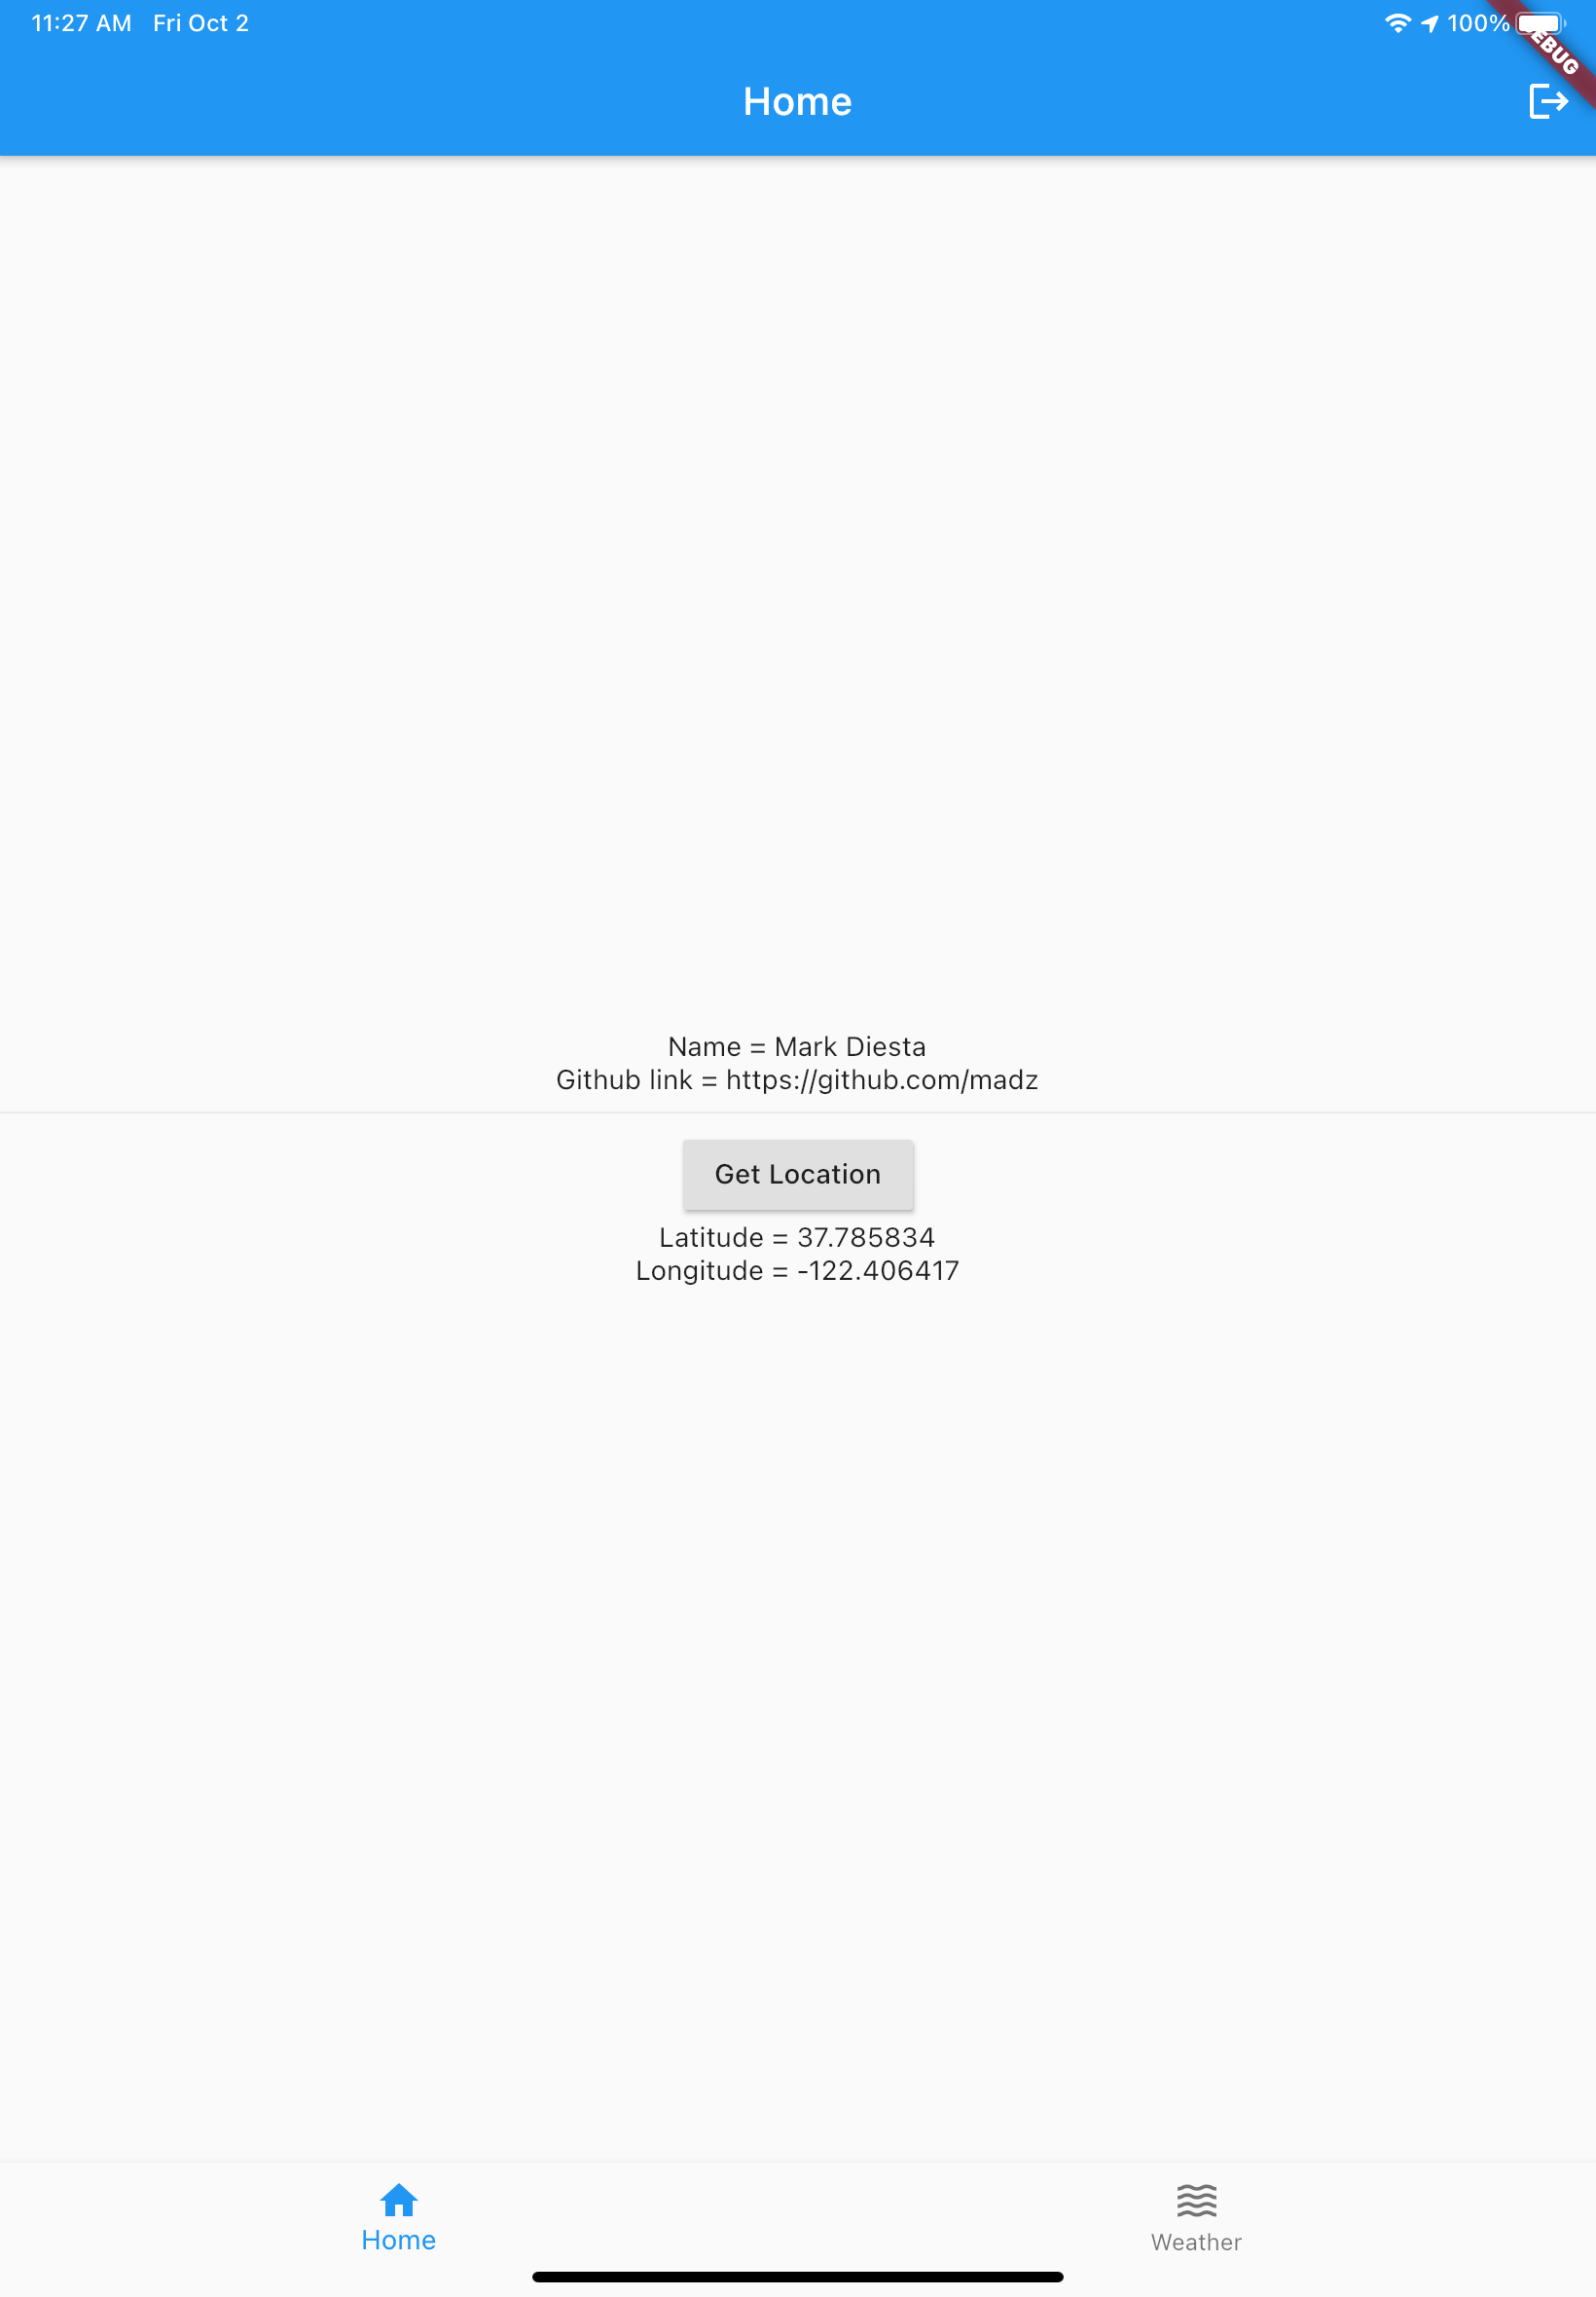 11:27 AM Fri Oct 2
100%
EBUG
Home
Name = Mark Diesta
Github link = https://github.com/madz
Get Location
Latitude = 37.785834
Longitude = -122.406417
Home
Weather